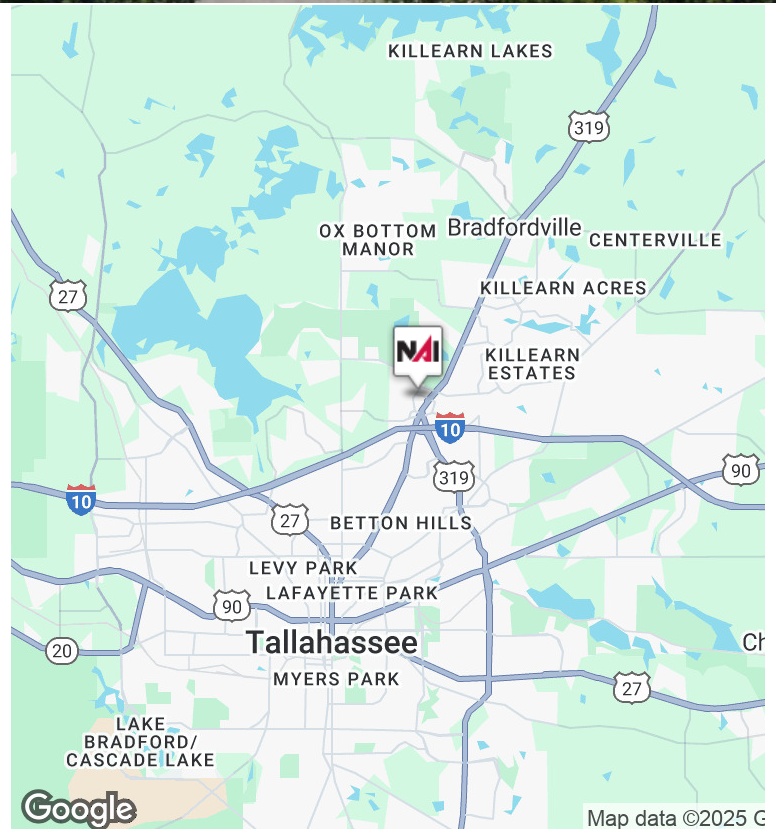 KILLEARN LAKES
319
OX BOTTOM
MANOR
Bradfordville
CENTERVILLE
27
KILLEARN ACRES
NAI
KILLEARN
ESTATES
10
319
90
10
27
BETTON HILLS
LEVY PARK
LAFAYETTE PARK
90
Tallahassee
20
Ch
MYERS PARK
27
LAKE
BRADFORD/
CASCADE LAKE
Google
Map data ©2025 G